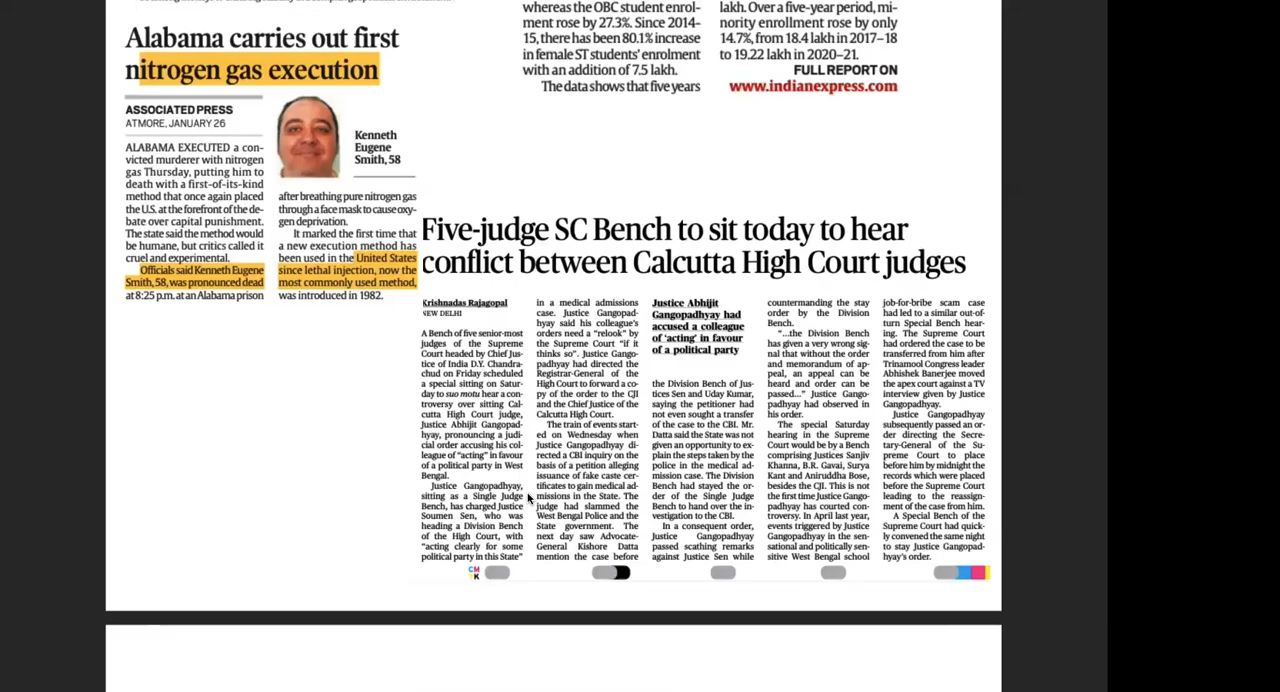 Alabama carries out first
nitrogen gas execution
ASSOCIATED PRESS
ATMORE, JANUARY 26
ALABAMA EXECUTED a con-
victed murderer with nitrogen
gas Thursday, putting him to
death with a first-of-its-kind
method that once again placed
the U.S. at the forefront of the de-
bate over capital punishment.
The state said the method would
be humane, but critics called it
cruel and experimental.
Officials said Kenneth Eugene
Smith, 58, was pronounced dead
at 8:25 p.m. at an Alabama prison
Kenneth
Eugene
Smith, 58
after breathing pure nitrogen gas
through a face mask to cause oxy-
gen deprivation.
It marked the first time that
a new execution method has
been used in the United States
since lethal injection, now the
most commonly used method,
was introduced in 1982.
whereas the OBC student enrol-
ment rose by 27.3%. Since 2014-
15, there has been 80.1% increase
in female ST students' enrolment
with an addition of 7.5 lakh.
The data shows that five years
lakh. Over a five-year period, mi-
nority enrollment rose by only
14.7%, from 18.4 lakh in 2017–18
to 19.22 lakh in 2020–21.
FULL REPORT ON
www.indianexpress.com
Five-judge SC Bench to sit today to hear
conflict between Calcutta High Court judges
Krishnadas Rajagopal
NEW DELHI
A Bench of five senior-most
judges of the Supreme
Court headed by Chief Jus-
tice of India D.Y. Chandra-
chud on Friday scheduled
a special sitting on Satur-
day to suo motu hear a con-
troversy over sitting Cal-
cutta High Court judge,
Justice Abhijit Gangopad-
hyay, pronouncing a judi-
cial order accusing his col-
league of "acting" in favour
of a political party in West
Bengal.
Justice Gangopadhyay,
sitting as a Single Judge
Bench, has charged Justice
Soumen Sen, who was
heading a Division Bench
of the High Court, with
"acting clearly for some
political party in this State"
in a medical admissions
case. Justice Gangopad-
hyay said his colleague's
orders need a "relook" by
the Supreme Court "if it
thinks so". Justice Gango-
padhyay had directed the
Registrar-General of the
High Court to forward a co-
py of the order to the CJI
and the Chief Justice of the
Calcutta High Court.
The train of events start-
ed on Wednesday when
Justice Gangopadhyay di-
rected a CBI inquiry on the
basis of a petition alleging
issuance of fake caste cer-
tificates to gain medical ad-
missions in the State. The
judge had slammed the
West Bengal Police and the
State government. The
next day saw Advocate-
General Kishore Datta
mention the case before
Justice Abhijit
Gangopadhyay had
accused a colleague
of 'acting' in favour
of a political party
the Division Bench of Jus-
tices Sen and Uday Kumar,
saying the petitioner had
not even sought a transfer
of the case to the CBI. Mr.
Datta said the State was not
given an opportunity to ex-
plain the steps taken by the
police in the medical ad-
mission case. The Division
Bench had stayed the or-
der of the Single Judge
Bench to hand over the in-
vestigation to the CBI.
In a consequent order,
Justice Gangopadhyay
passed scathing remarks
against Justice Sen while
countermanding the stay
order by the Division
Bench.
"...the Division Bench
has given a very wrong sig-
nal that without the order
and memorandum of ap-
peal, an appeal can be
heard and order can be
passed..." Justice Gango-
padhyay had observed in
his order.
The special Saturday
hearing in the Supreme
Court would be by a Bench
comprising Justices Sanjiv
Khanna, B.R. Gavai, Surya
Kant and Aniruddha Bose,
besides the CJI. This is not
the first time Justice Gango-
padhyay has courted con-
troversy. In April last year,
events triggered by Justice
Gangopadhyay in the sen-
sational and politically sen-
sitive West Bengal school
job-for-bribe scam case
had led to a similar out-of-
turn Special Bench hear-
ing. The Supreme Court
had ordered the case to be
transferred from him after
Trinamool Congress leader
Abhishek Banerjee moved
the apex court against a TV
interview given by Justice
Gangopadhyay.
Justice Gangopadhyay
subsequently passed an or-
der directing the Secre-
tary-General of the Su-
preme Court to place
before him by midnight the
records which were placed
before the Supreme Court
leading to the reassign-
ment of the case from him.
A Special Bench of the
Supreme Court had quick-
ly convened the same night
to stay Justice Gangopad-
hyay's order.
CM
YK